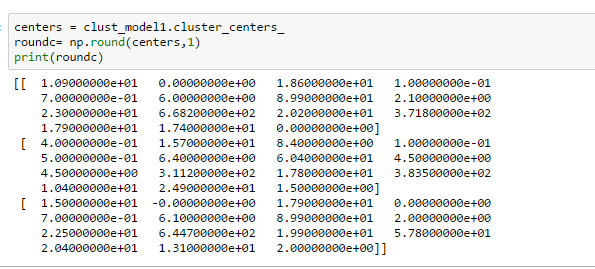 centers = clust_model1.cluster_centers_
roundc= np.round(centers,1)
print(roundc)
[[  1.09000000e+01   0.00000000e+00   1.86000000e+01   1.00000000e-01
    7.00000000e-01   6.00000000e+00   8.99000000e+01   2.10000000e+00
    2.30000000e+01   6.68200000e+02   2.02000000e+01   3.71800000e+02
    1.79000000e+01   1.74000000e+01   0.00000000e+00]
 [  4.00000000e-01   1.57000000e+01   8.40000000e+00   1.00000000e-01
    5.00000000e-01   6.40000000e+00   6.04000000e+01   4.50000000e+00
    4.50000000e+00   3.11200000e+02   1.78000000e+01   3.83500000e+02
    1.04000000e+01   2.49000000e+01   1.50000000e+00]
 [  1.50000000e+01  -0.00000000e+00   1.79000000e+01   0.00000000e+00
    7.00000000e-01   6.10000000e+00   8.99000000e+01   2.00000000e+00
    2.25000000e+01   6.44700000e+02   1.99000000e+01   5.78000000e+01
    2.04000000e+01   1.31000000e+01   2.00000000e+00]]